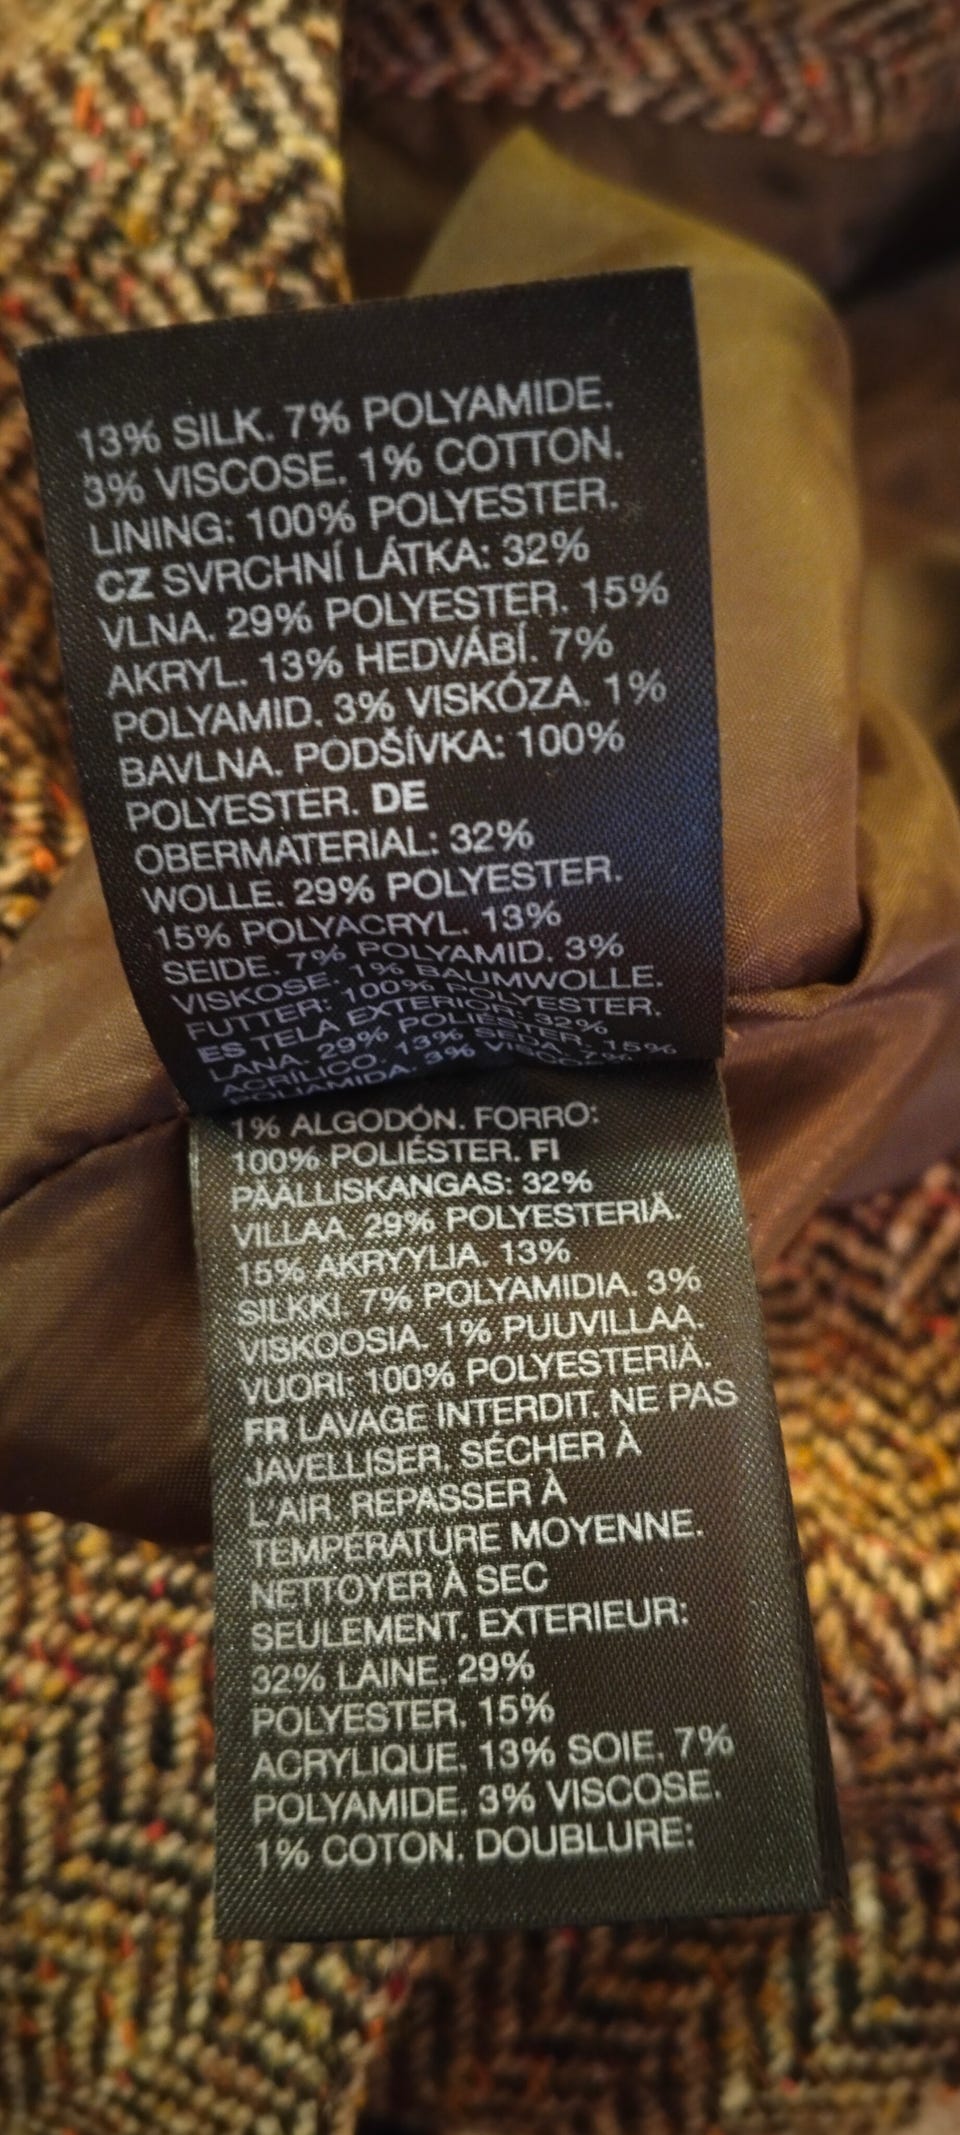 13% SILK. 7% POLYAMIDE.
3% VISCOSE. 1% COTTON.
LINING: 100% POLYESTER.
CZ SVRCHNÍ LÁTKA: 32%
VLNA. 29% POLYESTER. 15%
AKRYL. 13% HEDVÁBÍ. 7%
POLYAMID. 3% VISKÓZA. 1%
BAVLNA. PODŠÍVKA: 100%
POLYESTER. DE
OBERMATERIAL: 32%
WOLLE. 29% POLYESTER.
15% POLYACRYL. 13%
SEIDE. 7% POLYAMID. 3%
VISKOSE. 1% BAUMWOLLE.
FUTTER: 100% POLYESTER.
ES TELA EXTERIOR: 32%
LANA. 29% POLIÉSTER. 15%
ACRÍLICO. 13% SEDA. 7%
POLIAMIDA. 3%
1% ALGODÓN. FORRO:
100% POLIÉSTER. FI
PÄÄLLISKANGAS: 32%
VILLAA. 29% POLYESTERIÄ.
15% AKRYYLIA. 13%
SILKKI. 7% POLYAMIDIA. 3%
VISKOOSIA. 1% PUUVILLAA.
VUORI: 100% POLYESTERIÄ.
FR LAVAGE INTERDIT. NE PAS
JAVELLISER. SÉCHER À
L'AIR. REPASSER À
TEMPÉRATURE MOYENNE.
NETTOYER À SEC
SEULEMENT. EXTERIEUR:
32% LAINE. 29%
POLYESTER. 15%
ACRYLIQUE. 13% SOIE. 7%
POLYAMIDE. 3% VISCOSE.
1% COTON. DOUBLURE: